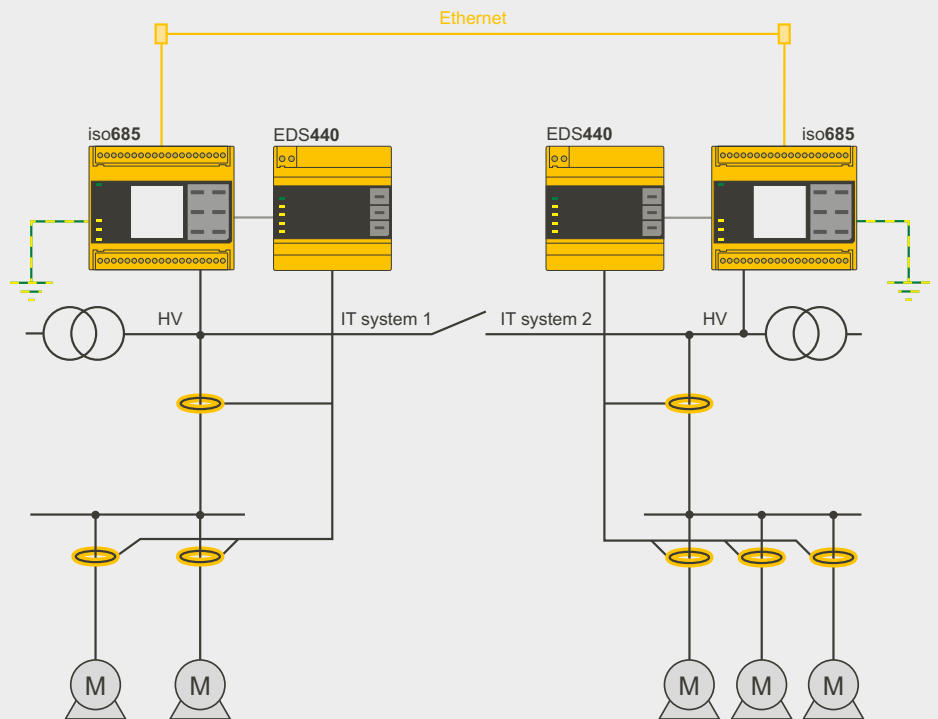 Ethernet
iso685
EDS440
EDS440
iso685
HV
IT system 1
IT system 2
HV
M
M
M
M
M